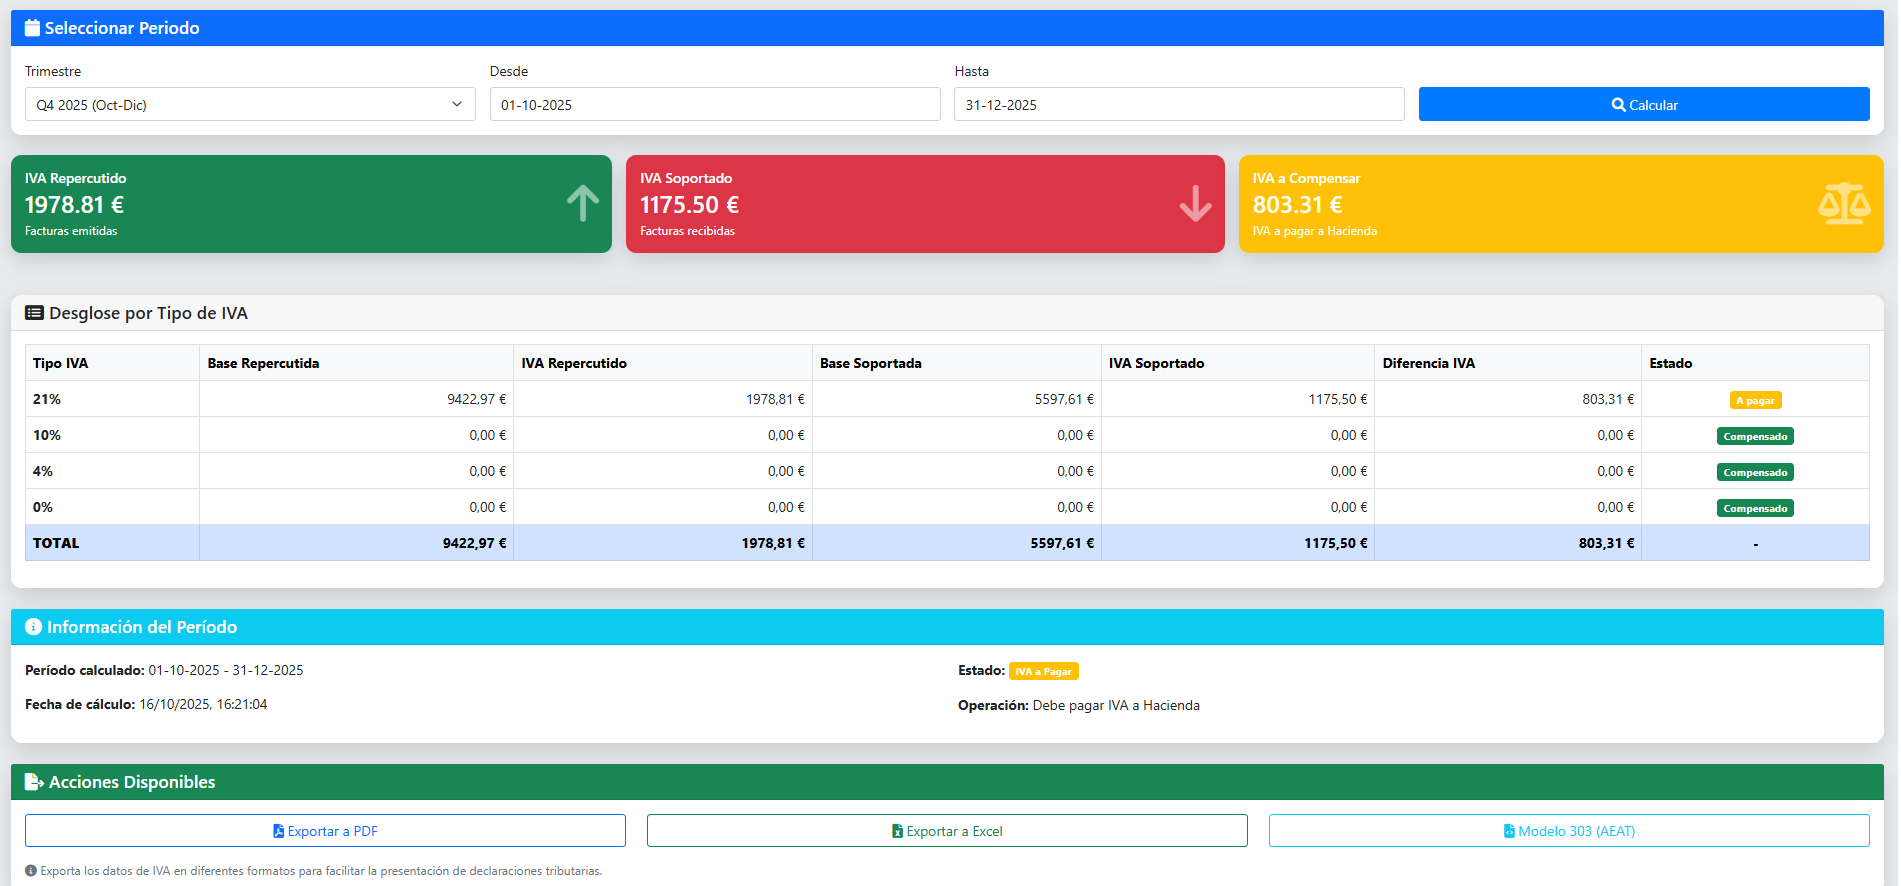 Seleccionar Periodo
Trimestre Desde Hasta
Q4 2025 (Oct-Dic) 01-10-2025 31-12-2025 Calcular
IVA Repercutido
1978.81 €
Facturas emitidas
IVA Soportado
1175.50 €
Facturas recibidas
IVA a Compensar
803.31 €
IVA a pagar a Hacienda
Desglose por Tipo de IVA
Tipo IVA Base Repercutida IVA Repercutido Base Soportada IVA Soportado Diferencia IVA Estado
21% 9422,97 € 1978,81 € 5597,61 € 1175,50 € 803,31 € A pagar
10% 0,00 € 0,00 € 0,00 € 0,00 € 0,00 € Compensado
4% 0,00 € 0,00 € 0,00 € 0,00 € 0,00 € Compensado
0% 0,00 € 0,00 € 0,00 € 0,00 € 0,00 € Compensado
TOTAL 9422,97 € 1978,81 € 5597,61 € 1175,50 € 803,31 € -
Información del Período
Período calculado: 01-10-2025 - 31-12-2025
Fecha de cálculo: 16/10/2025, 16:21:04
Estado: IVA a Pagar
Operación: Debe pagar IVA a Hacienda
Acciones Disponibles
Exportar a PDF Exportar a Excel Modelo 303 (AEAT)
Exporta los datos de IVA en diferentes formatos para facilitar la presentación de declaraciones tributarias.